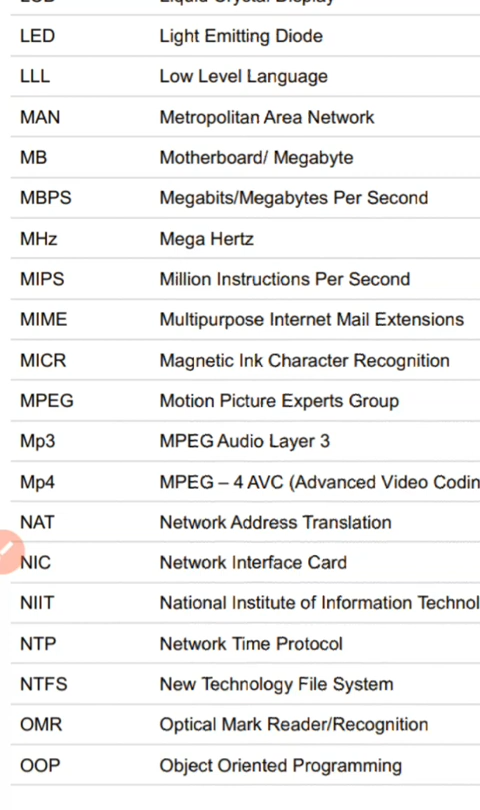 LCD Liquid Crystal Display
LED Light Emitting Diode
LLL Low Level Language
MAN Metropolitan Area Network
MB Motherboard/ Megabyte
MBPS Megabits/Megabytes Per Second
MHz Mega Hertz
MIPS Million Instructions Per Second
MIME Multipurpose Internet Mail Extensions
MICR Magnetic Ink Character Recognition
MPEG Motion Picture Experts Group
Mp3 MPEG Audio Layer 3
Mp4 MPEG – 4 AVC (Advanced Video Codin
NAT Network Address Translation
NIC Network Interface Card
NIIT National Institute of Information Technol
NTP Network Time Protocol
NTFS New Technology File System
OMR Optical Mark Reader/Recognition
OOP Object Oriented Programming